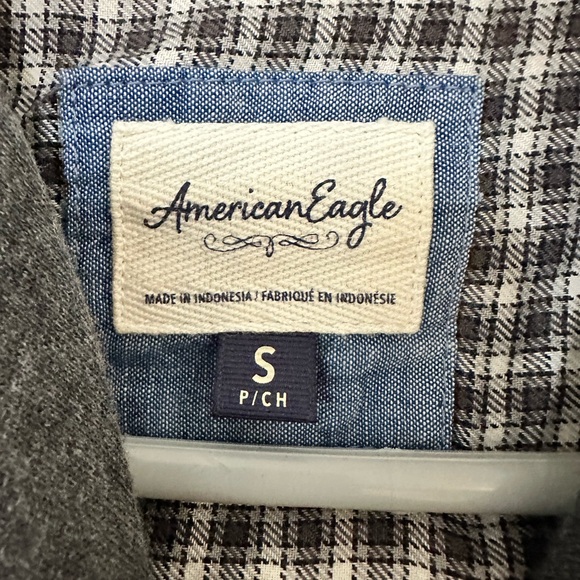 AmericanEagle
MADE IN INDONESIA / FABRIQUÉ EN INDONÉSIE
S
P/CH